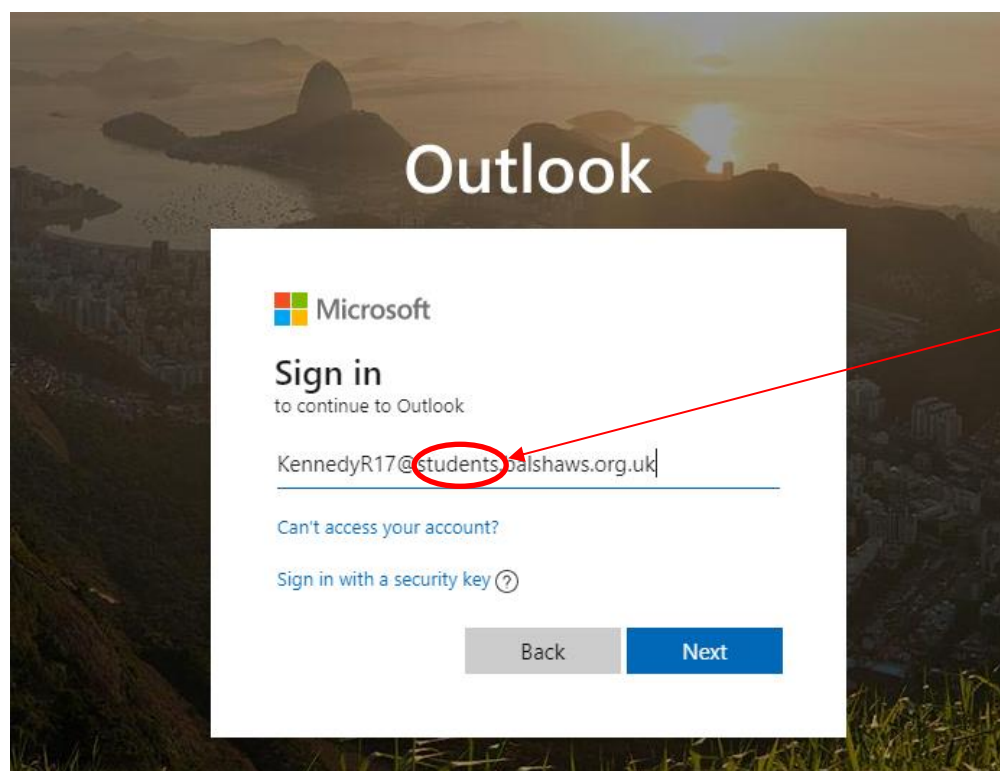 Outlook
Microsoft
Sign in
to continue to Outlook
KennedyR17@students.balshaws.org.uk
Can't access your account?
Sign in with a security key ?
Back
Next